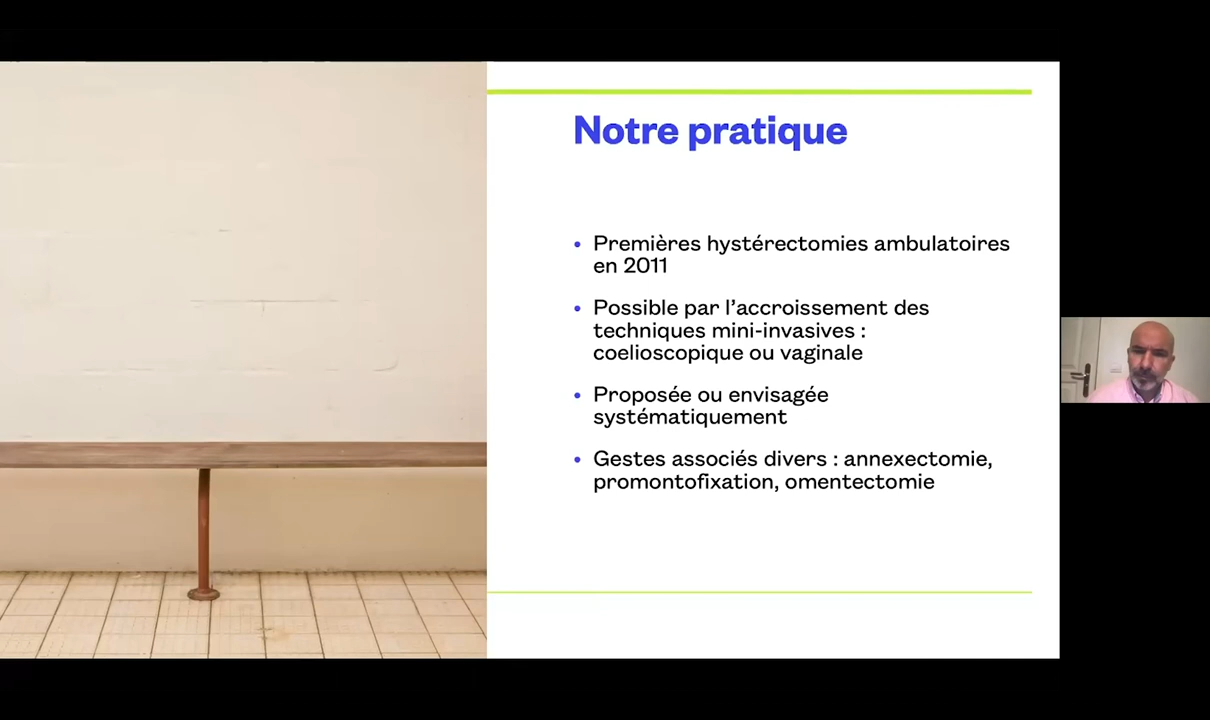 Notre pratique
• Premières hystérectomies ambulatoires
en 2011
• Possible par l’accroissement des
techniques mini-invasives :
coelioscopique ou vaginale
• Proposée ou envisagée
systématiquement
• Gestes associés divers : annexectomie,
promontofixation, omentectomie